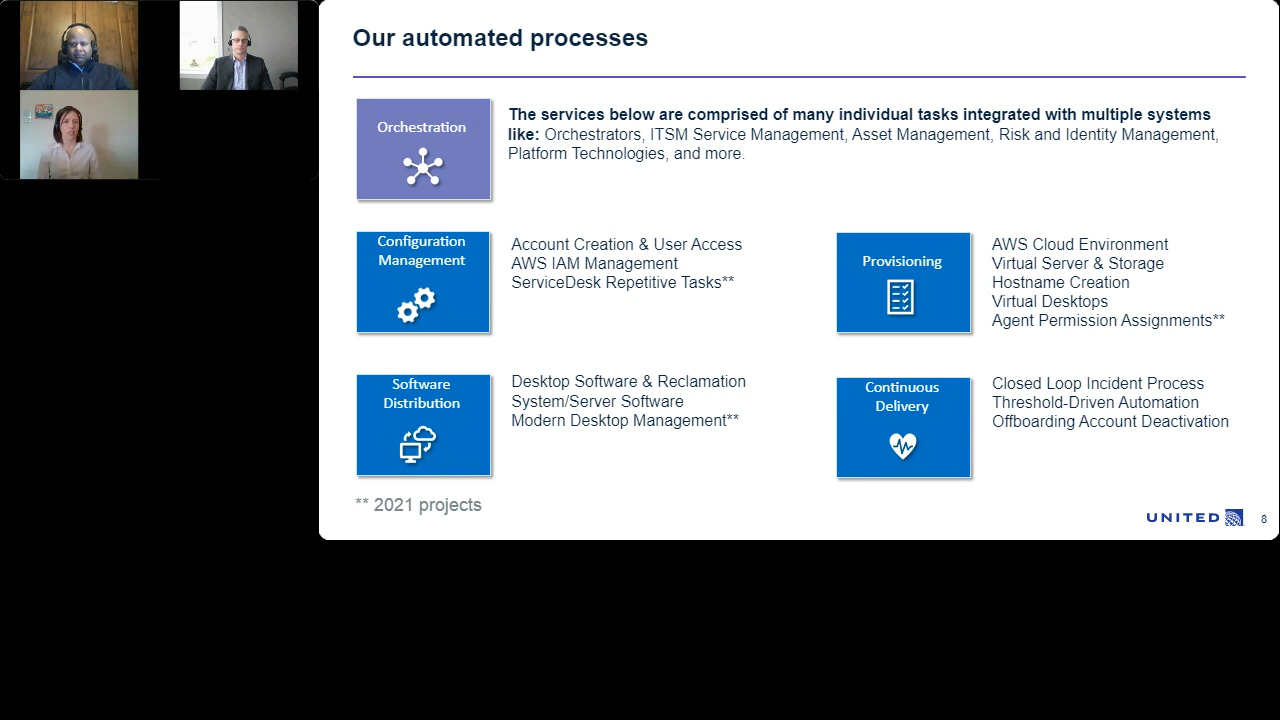 Our automated processes
Orchestration
The services below are comprised of many individual tasks integrated with multiple systems
like: Orchestrators, ITSM Service Management, Asset Management, Risk and Identity Management,
Platform Technologies, and more.
Configuration
Management
Account Creation & User Access
AWS IAM Management
ServiceDesk Repetitive Tasks**
Provisioning
AWS Cloud Environment
Virtual Server & Storage
Hostname Creation
Virtual Desktops
Agent Permission Assignments**
Software
Distribution
Desktop Software & Reclamation
System/Server Software
Modern Desktop Management**
Continuous
Delivery
Closed Loop Incident Process
Threshold-Driven Automation
Offboarding Account Deactivation
** 2021 projects
UNITED
8